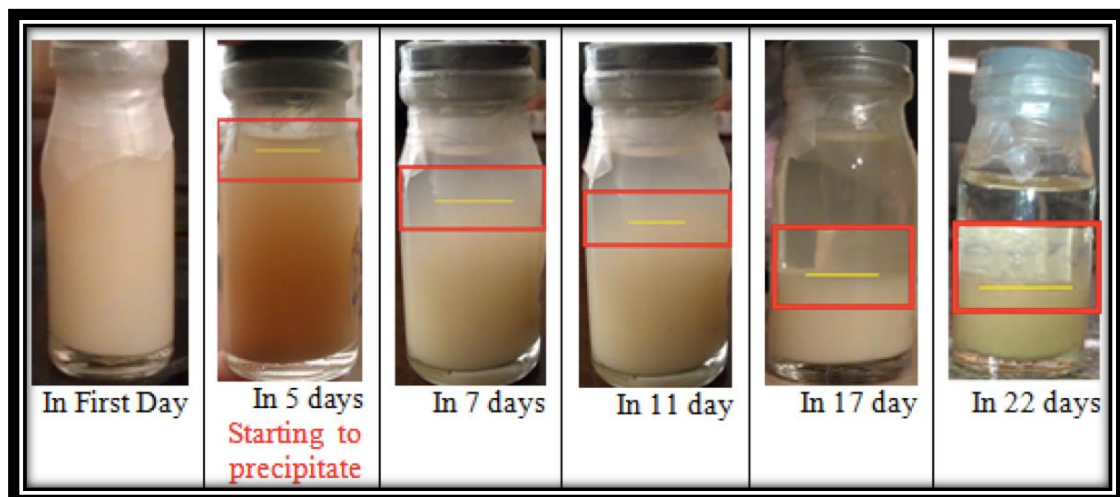 In First Day
In 5 days
Starting to
precipitate
In 7 days
In 11 day
In 17 day
In 22 days